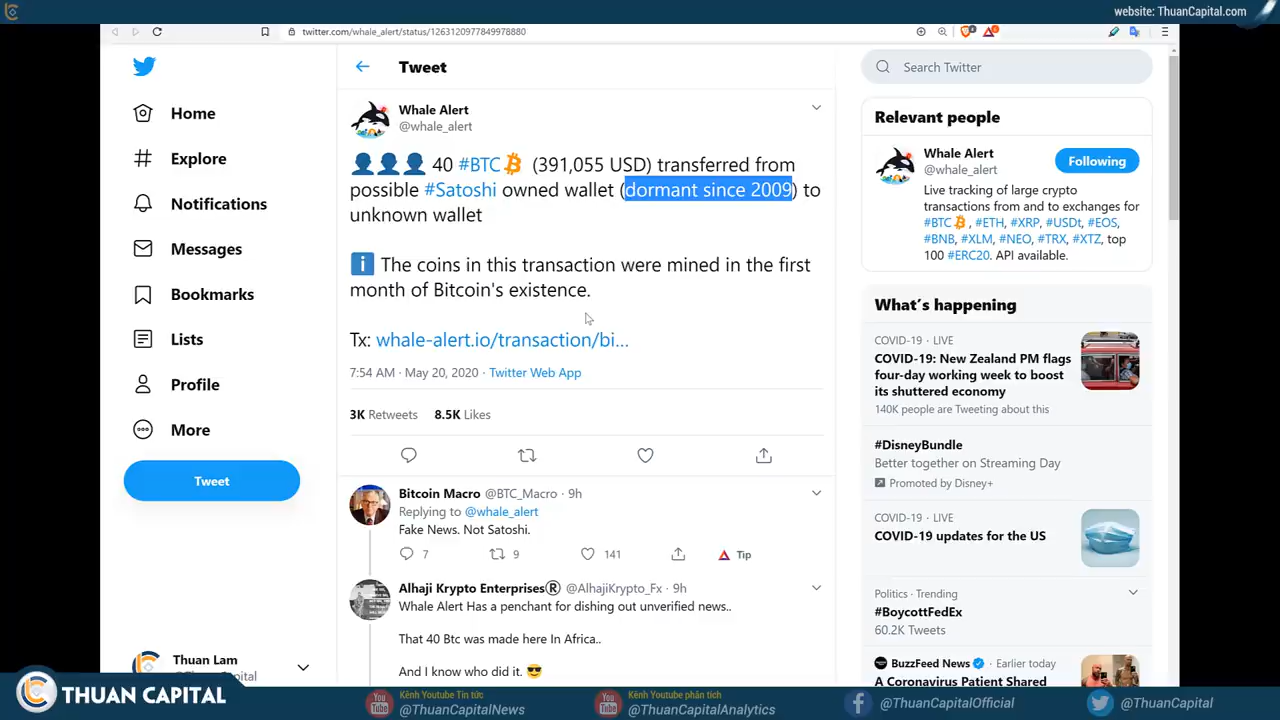 website: ThuanCapital.com
twitter.com/whale_alert/status/1263120977849978880
Home
Explore
Notifications
Messages
Bookmarks
Lists
Profile
More
Tweet
Thuan Lam
Tweet
Whale Alert
@whale_alert
40 #BTC (391,055 USD) transferred from
possible #Satoshi owned wallet (dormant since 2009) to
unknown wallet
The coins in this transaction were mined in the first
month of Bitcoin's existence.
Tx: whale-alert.io/transaction/bi...
7:54 AM · May 20, 2020 · Twitter Web App
3K Retweets 8.5K Likes
Bitcoin Macro @BTC_Macro · 9h
Replying to @whale_alert
Fake News. Not Satoshi.
7 9 141 Tip
Alhaji Krypto Enterprises® @AlhajiKrypto_Fx · 9h
Whale Alert Has a penchant for dishing out unverified news..
That 40 Btc was made here In Africa..
And I know who did it.
Search Twitter
Relevant people
Whale Alert
@whale_alert
Following
Live tracking of large crypto
transactions from and to exchanges for
#BTC, #ETH, #XRP, #USDt, #EOS,
#BNB, #XLM, #NEO, #TRX, #XTZ, top
100 #ERC20. API available.
What's happening
COVID-19 · LIVE
COVID-19: New Zealand PM flags
four-day working week to boost
its shuttered economy
140K people are Tweeting about this
#DisneyBundle
Better together on Streaming Day
Promoted by Disney+
COVID-19 · LIVE
COVID-19 updates for the US
Politics · Trending
#BoycottFedEx
60.2K Tweets
BuzzFeed News · Earlier today
A Coronavirus Patient Shared
THUAN CAPITAL
Kênh Youtube Tin tức
@ThuanCapitalNews
Kênh Youtube phân tích
@ThuanCapitalAnalytics
@ThuanCapitalOfficial
@ThuanCapital